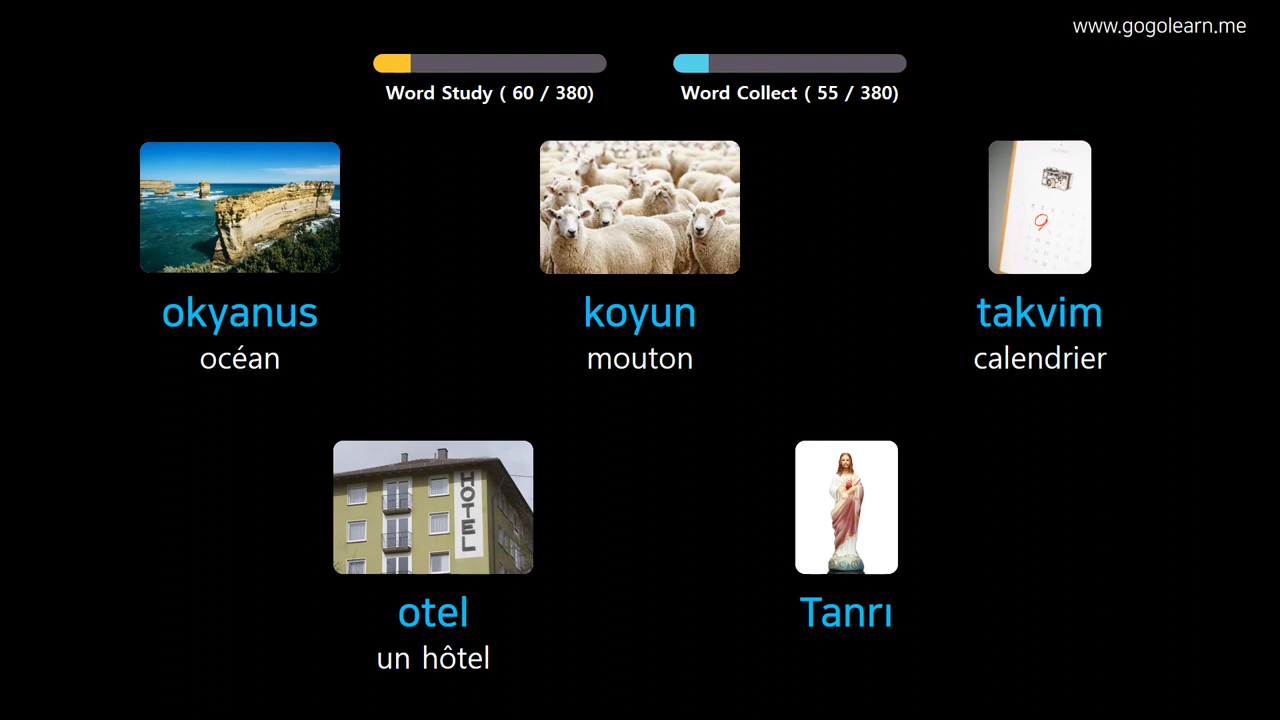 www.gogolearn.me
Word Study ( 60 / 380)
Word Collect ( 55 / 380)
okyanus
océan
koyun
mouton
takvim
calendrier
HOTEL
otel
un hôtel
Tanrı